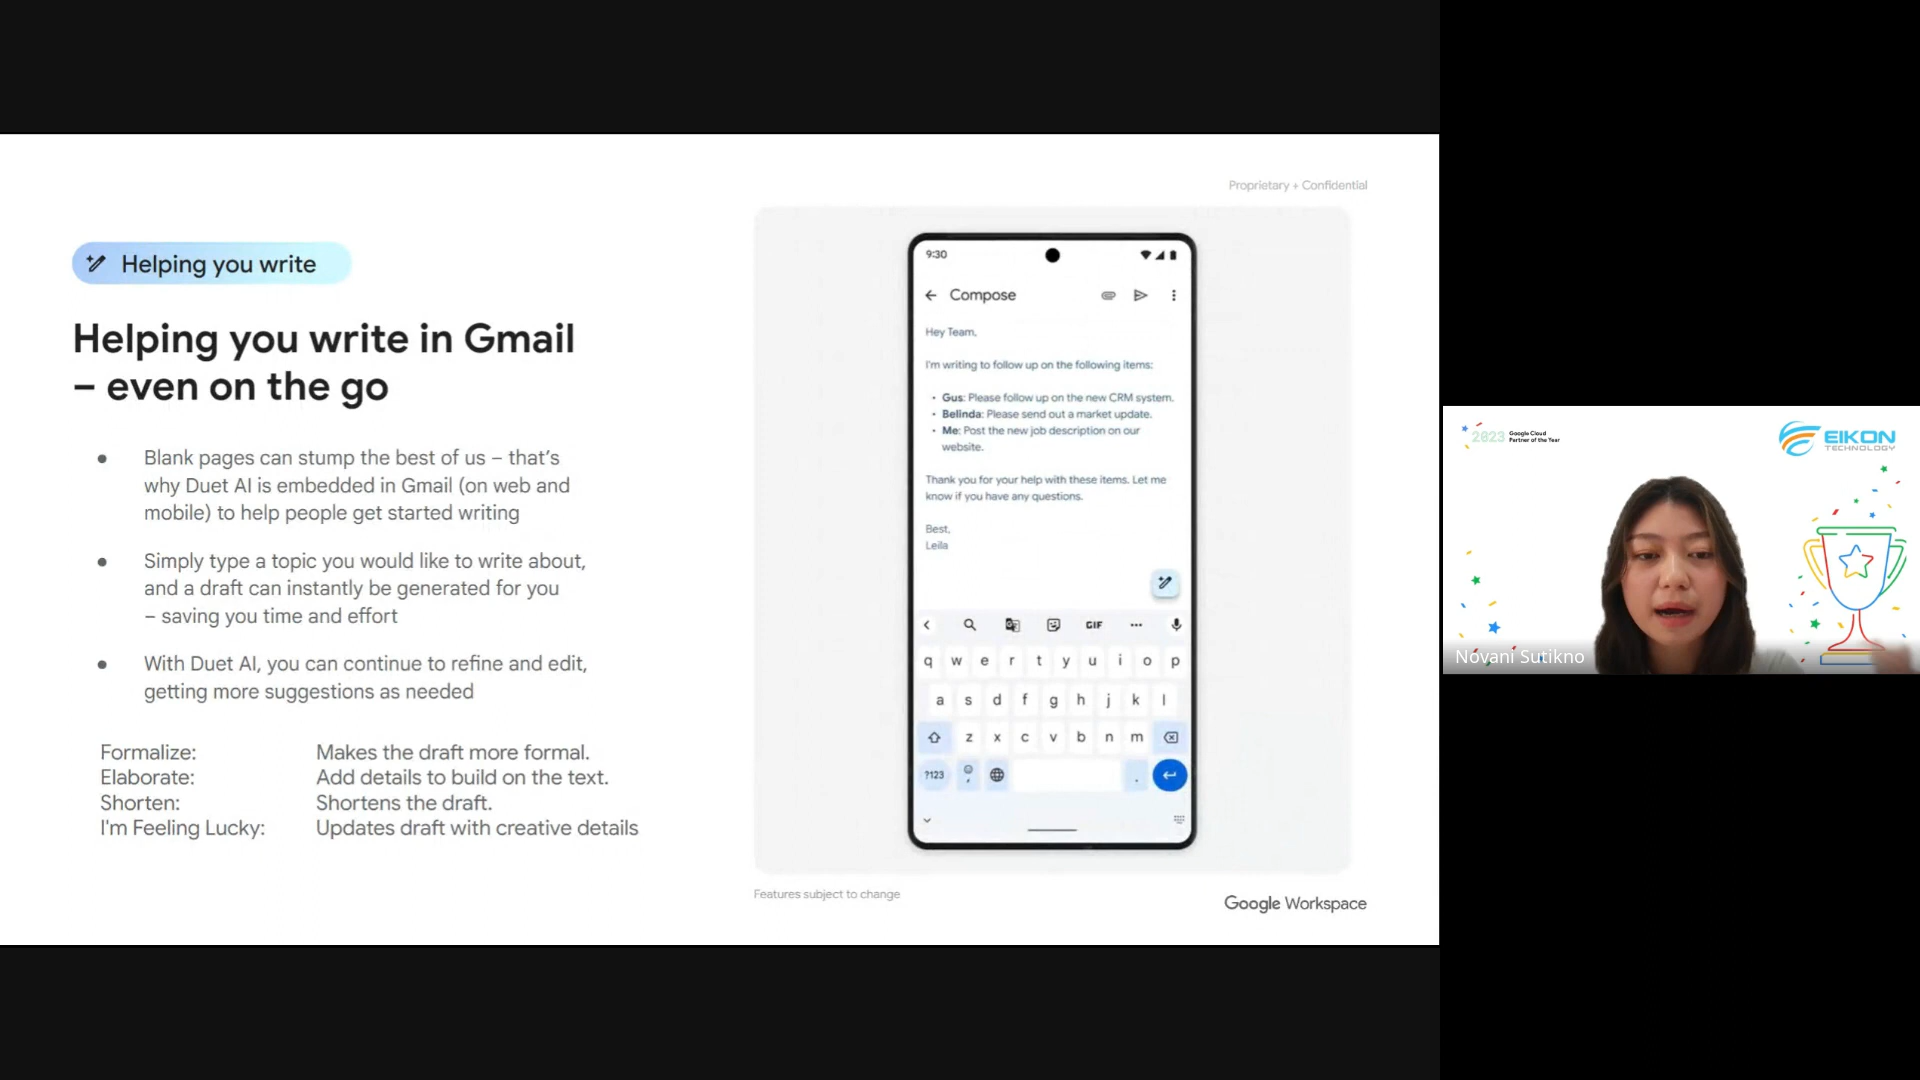 Proprietary + Confidential
Helping you write
Helping you write in Gmail
– even on the go
● Blank pages can stump the best of us – that's
why Duet AI is embedded in Gmail (on web and
mobile) to help people get started writing
● Simply type a topic you would like to write about,
and a draft can instantly be generated for you
– saving you time and effort
● With Duet AI, you can continue to refine and edit,
getting more suggestions as needed
Formalize: Makes the draft more formal.
Elaborate: Add details to build on the text.
Shorten: Shortens the draft.
I'm Feeling Lucky: Updates draft with creative details
9:30
Compose
Hey Team,
I'm writing to follow up on the following items:
• Gus: Please follow up on the new CRM system.
• Belinda: Please send out a market update.
• Me: Post the new job description on our
website.
Thank you for your help with these items. Let me
know if you have any questions.
Best,
Leila
GIF
q w e r t y u i o p
a s d f g h j k l
z x c v b n m
?123 , .
Features subject to change
Google Workspace
2023 Google Cloud
Partner of the Year
EIKON
TECHNOLOGY
Novani Sutikno